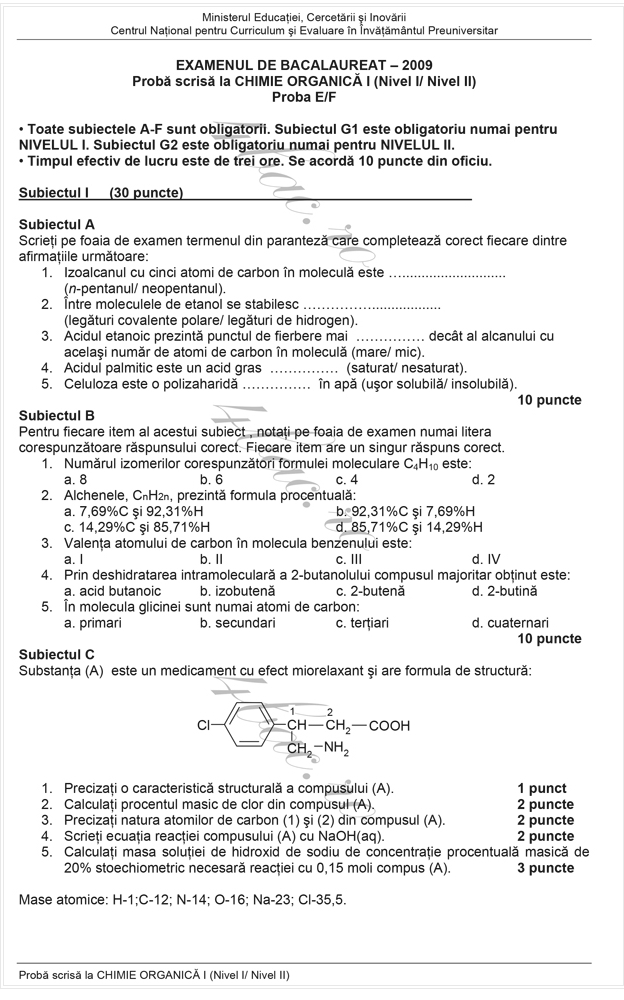 Ministerul Educaţiei, Cercetării şi Inovării
Centrul Naţional pentru Curriculum şi Evaluare în Învăţământul Preuniversitar
EXAMENUL DE BACALAUREAT – 2009
Probă scrisă la CHIMIE ORGANICĂ I (Nivel I/ Nivel II)
Proba E/F
• Toate subiectele A-F sunt obligatorii. Subiectul G1 este obligatoriu numai pentru
NIVELUL I. Subiectul G2 este obligatoriu numai pentru NIVELUL II.
• Timpul efectiv de lucru este de trei ore. Se acordă 10 puncte din oficiu.
Subiectul I (30 puncte)
Subiectul A
Scrieţi pe foaia de examen termenul din paranteză care completează corect fiecare dintre
afirmaţiile următoare:
1. Izoalcanul cu cinci atomi de carbon în moleculă este …...........................
(n-pentanul/ neopentanul).
2. Între moleculele de etanol se stabilesc ……………..................
(legături covalente polare/ legături de hidrogen).
3. Acidul etanoic prezintă punctul de fierbere mai …………… decât al alcanului cu
acelaşi număr de atomi de carbon în moleculă (mare/ mic).
4. Acidul palmitic este un acid gras …………… (saturat/ nesaturat).
5. Celuloza este o polizaharidă …………… în apă (uşor solubilă/ insolubilă).
10 puncte
Subiectul B
Pentru fiecare item al acestui subiect , notaţi pe foaia de examen numai litera
corespunzătoare răspunsului corect. Fiecare item are un singur răspuns corect.
1. Numărul izomerilor corespunzători formulei moleculare C₄H₁₀ este:
a. 8 b. 6 c. 4 d. 2
2. Alchenele, CnH2n, prezintă formula procentuală:
a. 7,69%C şi 92,31%H b. 92,31%C şi 7,69%H
c. 14,29%C şi 85,71%H d. 85,71%C şi 14,29%H
3. Valenţa atomului de carbon în molecula benzenului este:
a. I b. II c. III d. IV
4. Prin deshidratarea intramoleculară a 2-butanolului compusul majoritar obţinut este:
a. acid butanoic b. izobutenă c. 2-butenă d. 2-butină
5. În molecula glicinei sunt numai atomi de carbon:
a. primari b. secundari c. terţiari d. cuaternari
10 puncte
Subiectul C
Substanţa (A) este un medicament cu efect miorelaxant şi are formula de structură:
1 2
Cl CH CH₂ COOH
CH₂ NH₂
1. Precizaţi o caracteristică structurală a compusului (A). 1 punct
2. Calculaţi procentul masic de clor din compusul (A). 2 puncte
3. Precizaţi natura atomilor de carbon (1) şi (2) din compusul (A). 2 puncte
4. Scrieţi ecuaţia reacţiei compusului (A) cu NaOH(aq). 2 puncte
5. Calculaţi masa soluţiei de hidroxid de sodiu de concentraţie procentuală masică de
20% stoechiometric necesară reacţiei cu 0,15 moli compus (A). 3 puncte
Mase atomice: H-1;C-12; N-14; O-16; Na-23; Cl-35,5.
Probă scrisă la CHIMIE ORGANICĂ I (Nivel I/ Nivel II)